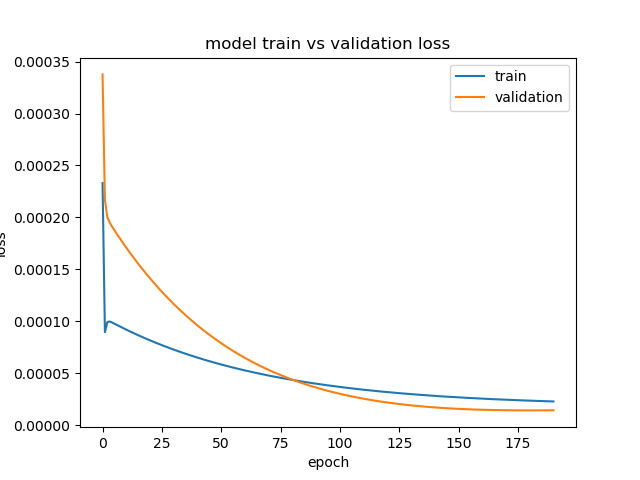 model train vs validation loss
train
validation
0.00035
0.00030
0.00025
0.00020
0.00015
0.00010
0.00005
0.00000
loss
0 25 50 75 100 125 150 175
epoch